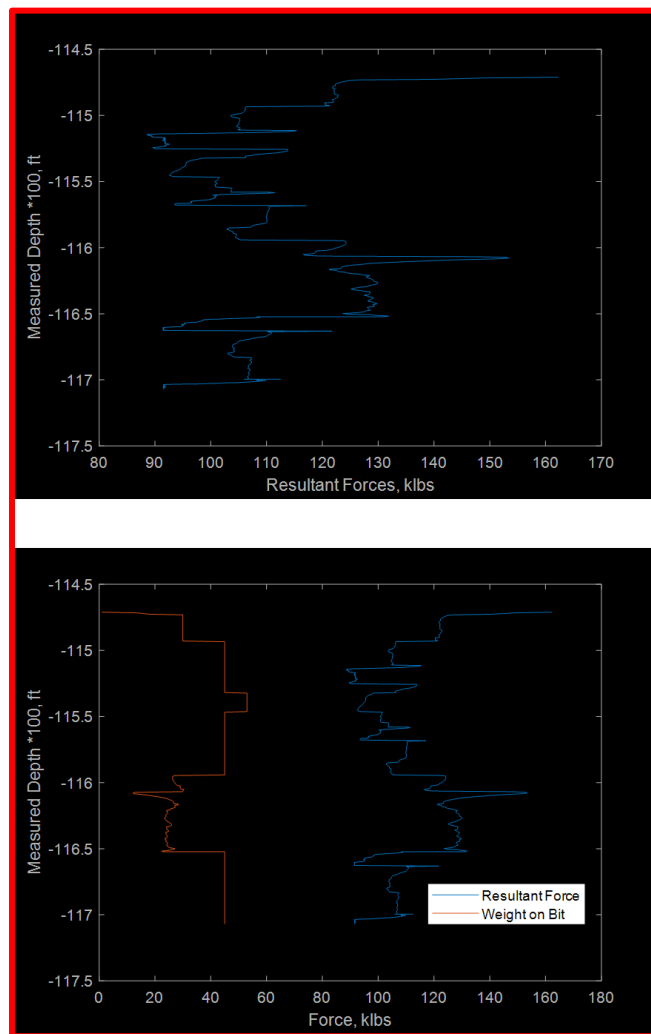 -114.5
-115
-115.5
-116
-116.5
-117
-117.5
Measured Depth *100, ft
80 90 100 110 120 130 140 150 160 170
Resultant Forces, klbs
-114.5
-115
-115.5
-116
-116.5
-117
-117.5
Measured Depth *100, ft
Resultant Force
Weight on Bit
0 20 40 60 80 100 120 140 160 180
Force, klbs